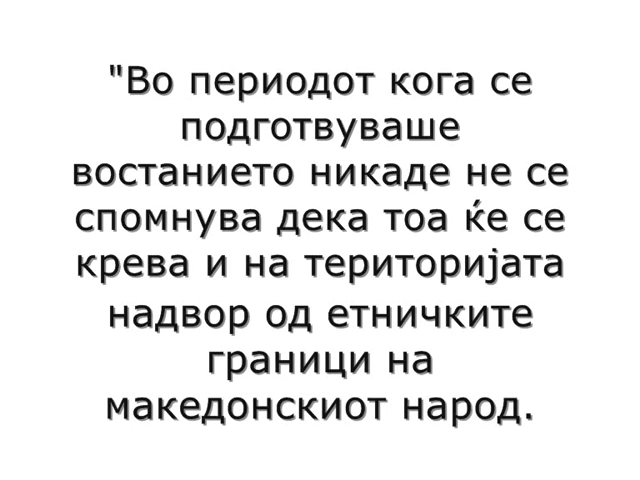 "Во периодот кога се
подготвуваше
востанието никаде не се
спомнува дека тоа ќе се
крева и на територијата
надвор од етничките
граници на
македонскиот народ.